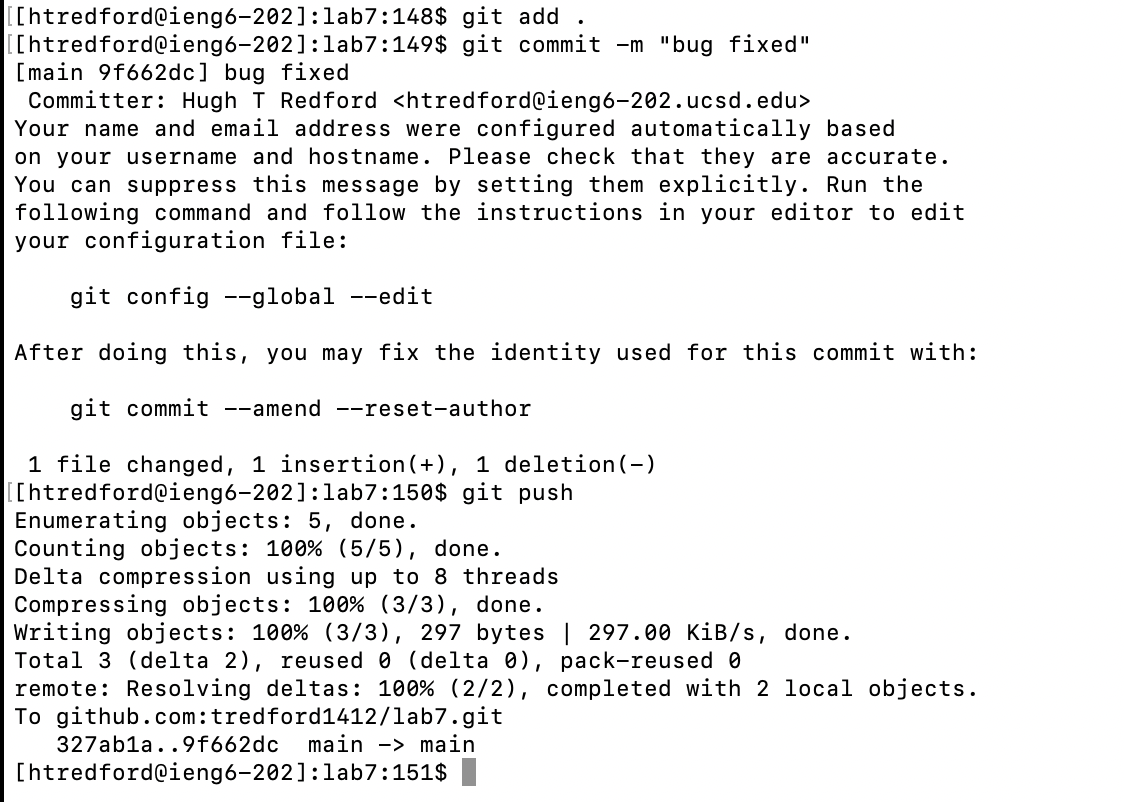 [[htredford@ieng6-202]:lab7:148$ git add .
[[htredford@ieng6-202]:lab7:149$ git commit -m "bug fixed"
[main 9f662dc] bug fixed
 Committer: Hugh T Redford <htredford@ieng6-202.ucsd.edu>
Your name and email address were configured automatically based
on your username and hostname. Please check that they are accurate.
You can suppress this message by setting them explicitly. Run the
following command and follow the instructions in your editor to edit
your configuration file:

    git config --global --edit

After doing this, you may fix the identity used for this commit with:

    git commit --amend --reset-author

 1 file changed, 1 insertion(+), 1 deletion(-)
[[htredford@ieng6-202]:lab7:150$ git push
Enumerating objects: 5, done.
Counting objects: 100% (5/5), done.
Delta compression using up to 8 threads
Compressing objects: 100% (3/3), done.
Writing objects: 100% (3/3), 297 bytes | 297.00 KiB/s, done.
Total 3 (delta 2), reused 0 (delta 0), pack-reused 0
remote: Resolving deltas: 100% (2/2), completed with 2 local objects.
To github.com:tredford1412/lab7.git
   327ab1a..9f662dc  main -> main
[htredford@ieng6-202]:lab7:151$